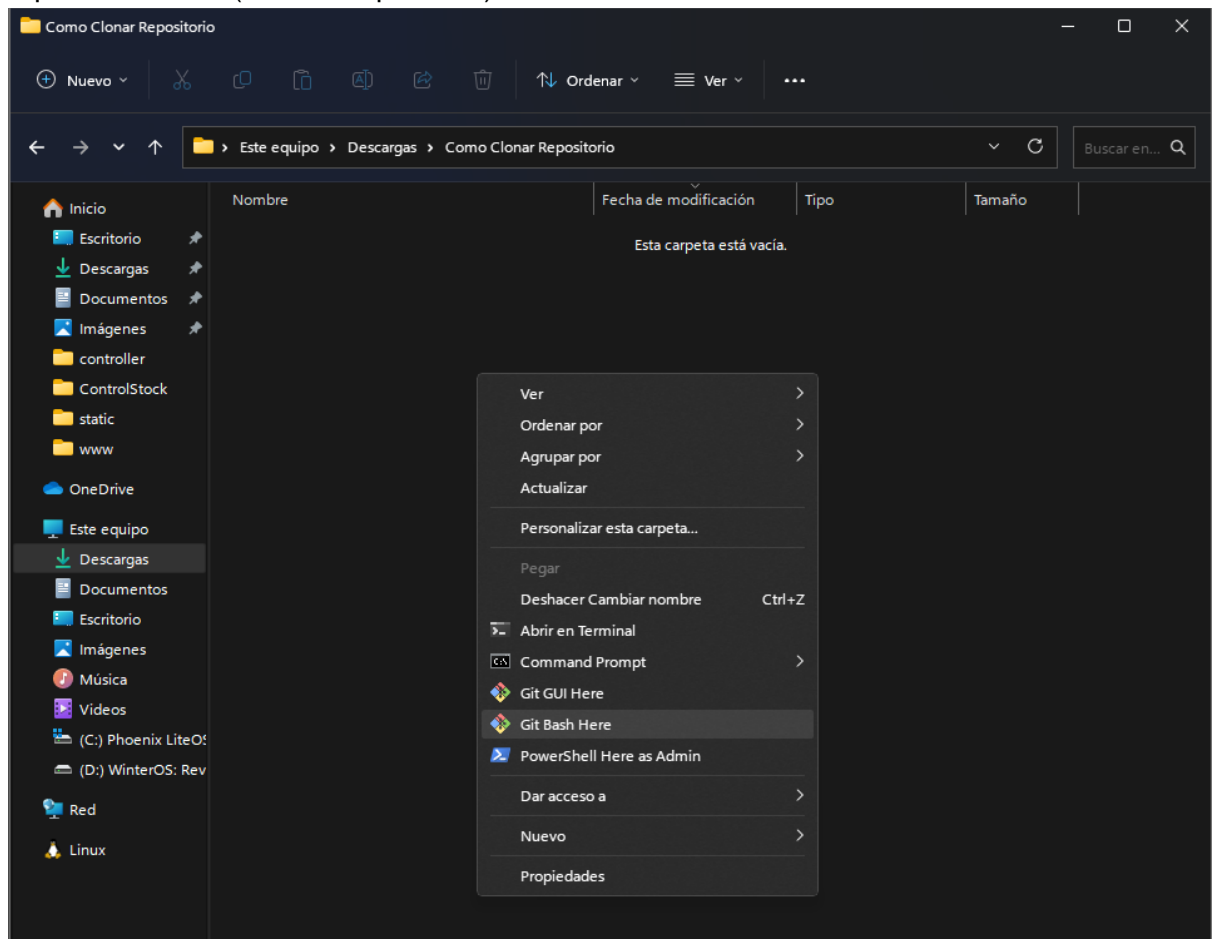 Como Clonar Repositorio
Nuevo
Ordenar
Ver
Este equipo
Descargas
Como Clonar Repositorio
Buscar en...
Nombre
Fecha de modificación
Tipo
Tamaño
Esta carpeta está vacía.
Inicio
Escritorio
Descargas
Documentos
Imágenes
controller
ControlStock
static
www
OneDrive
Este equipo
Descargas
Documentos
Escritorio
Imágenes
Música
Vídeos
(C:) Phoenix LiteOS
(D:) WinterOS: Rev
Red
Linux
Ver
Ordenar por
Agrupar por
Actualizar
Personalizar esta carpeta...
Pegar
Deshacer Cambiar nombre Ctrl+Z
Abrir en Terminal
Command Prompt
Git GUI Here
Git Bash Here
PowerShell Here as Admin
Dar acceso a
Nuevo
Propiedades